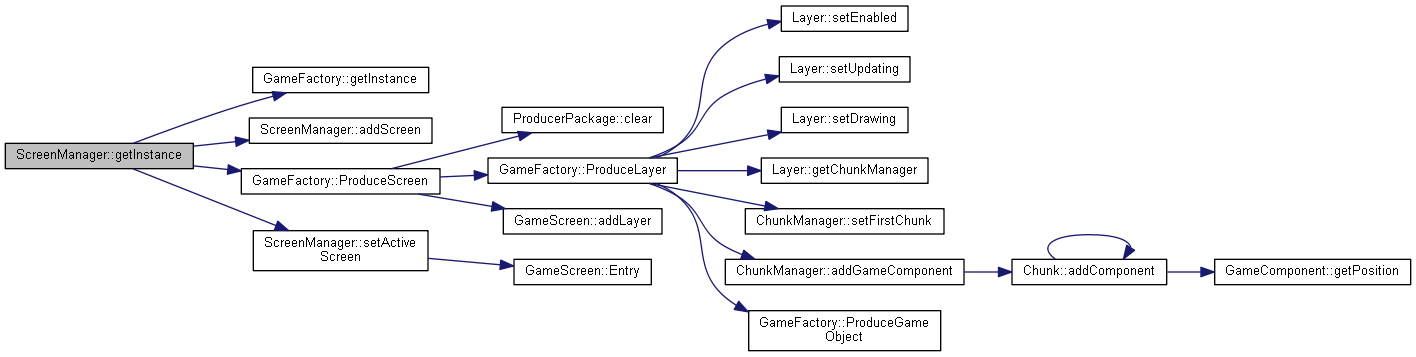 Layer::setEnabled
Layer::setUpdating
GameFactory::getInstance
ProducerPackage::clear
Layer::setDrawing
ScreenManager::addScreen
ScreenManager::getInstance
GameFactory::ProduceLayer
Layer::getChunkManager
GameFactory::ProduceScreen
GameScreen::addLayer
ChunkManager::setFirstChunk
ScreenManager::setActive
Screen
GameScreen::Entry
ChunkManager::addGameComponent
Chunk::addComponent
GameComponent::getPosition
GameFactory::ProduceGame
Object